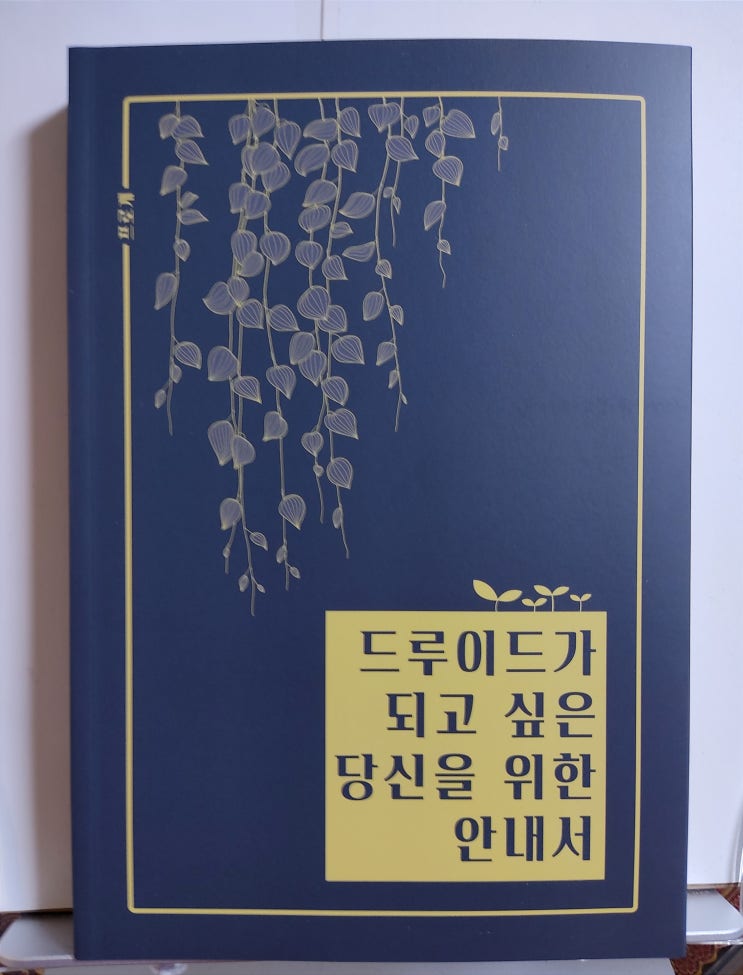 드루이드가
되고 싶은
당신을 위한
안내서